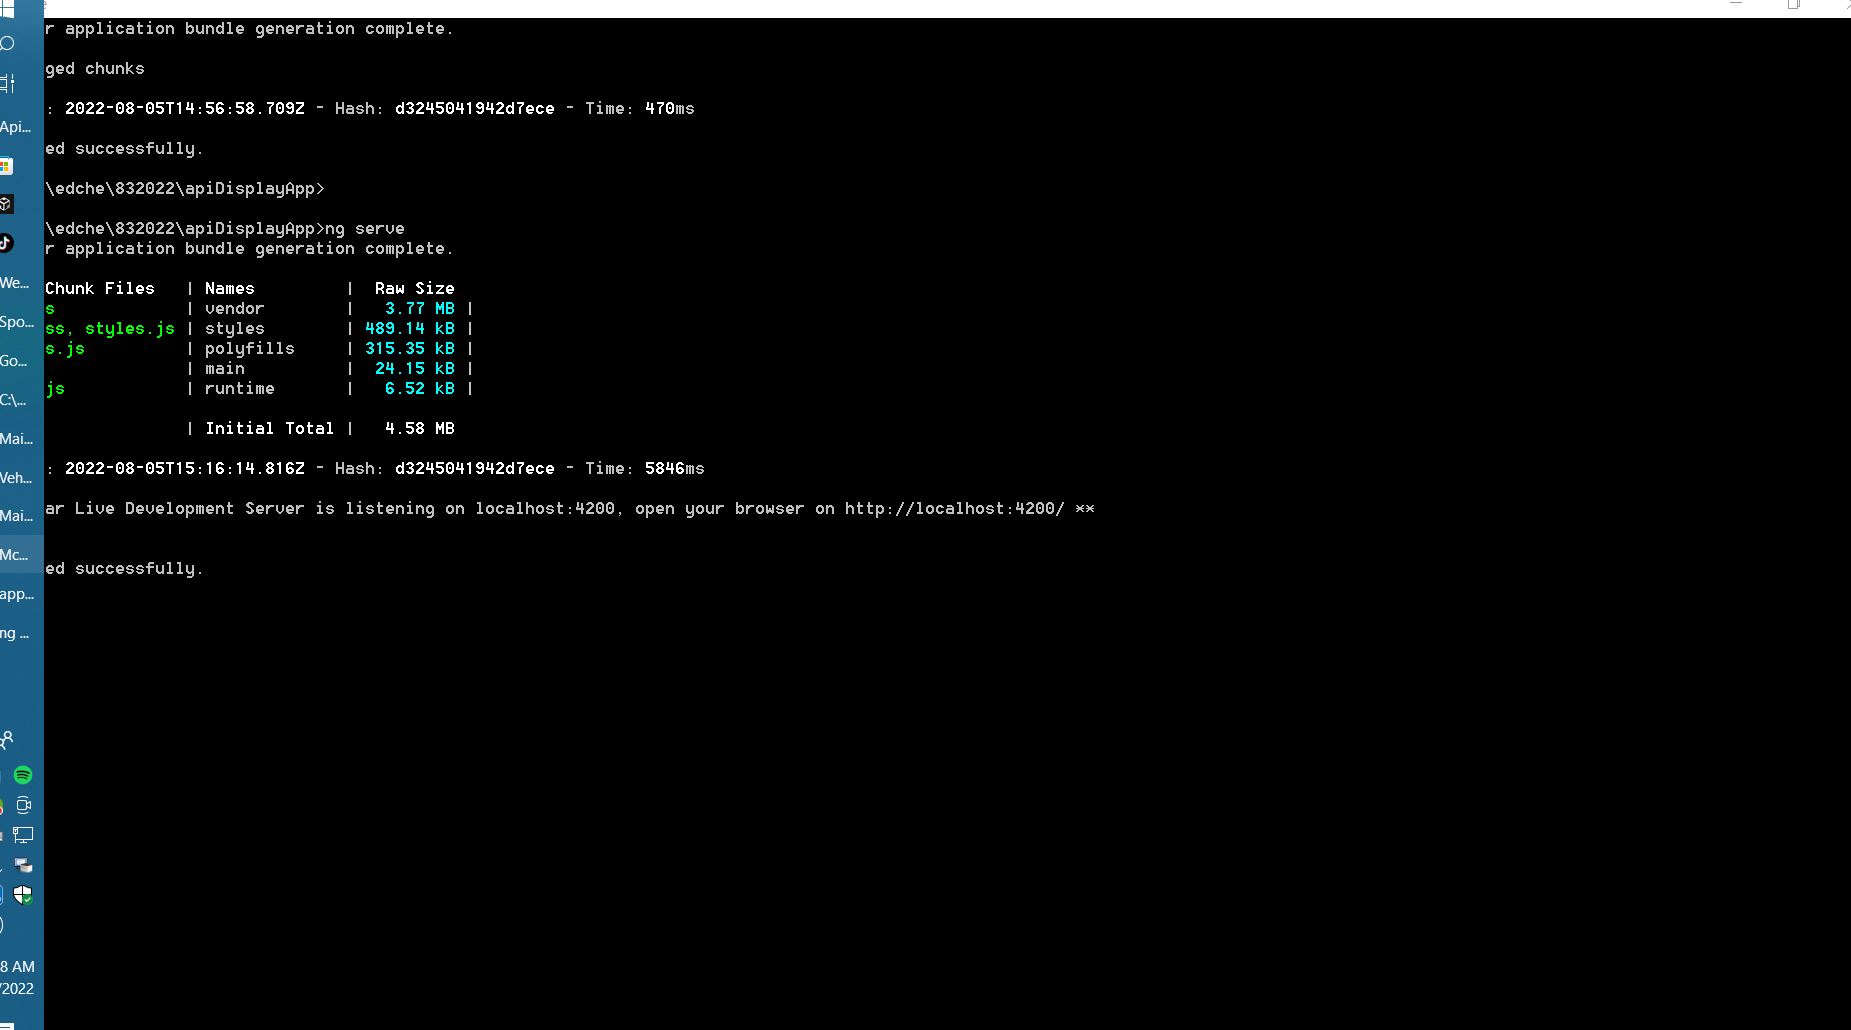 r application bundle generation complete.
ged chunks
: 2022-08-05T14:56:58.709Z - Hash: d3245041942d7ece - Time: 470ms
ed successfully.
\edche\832022\apiDisplayApp>
\edche\832022\apiDisplayApp>ng serve
r application bundle generation complete.
Chunk Files | Names | Raw Size
s | vendor | 3.77 MB |
ss, styles.js | styles | 489.14 kB |
s.js | polyfills | 315.35 kB |
| main | 24.15 kB |
js | runtime | 6.52 kB |
| Initial Total | 4.58 MB
: 2022-08-05T15:16:14.816Z - Hash: d3245041942d7ece - Time: 5846ms
ar Live Development Server is listening on localhost:4200, open your browser on http://localhost:4200/ **
ed successfully.
Api...
We...
Spo...
Go...
C:\...
Mai...
Veh...
Mai...
Mc...
app...
ng ...
8 AM
/2022